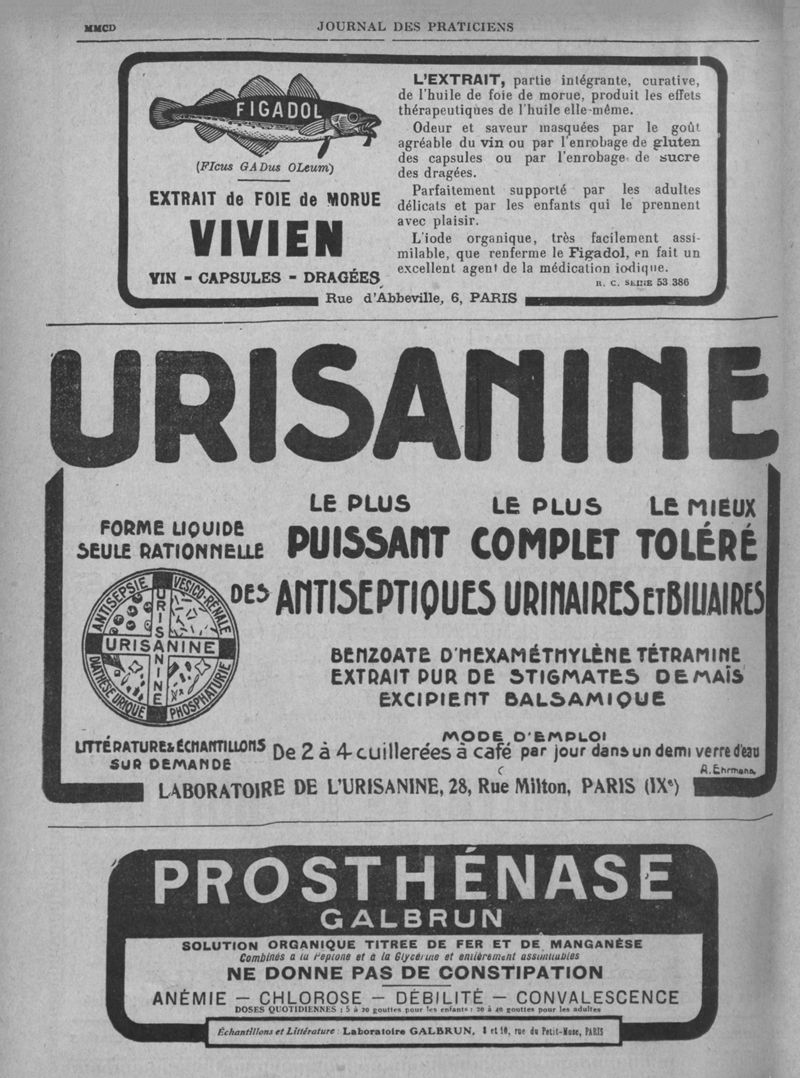 MMCD
JOURNAL DES PRATICIENS
FIGADOL
(FIcus GADus OLeum)
EXTRAIT de FOIE de MORUE
VIVIEN
VIN - CAPSULES - DRAGÉES
L'EXTRAIT, partie intégrante, curative,
de l'huile de foie de morue, produit les effets
thérapeutiques de l'huile elle-même.
Odeur et saveur masquées par le goût
agréable du vin ou par l'enrobage de gluten
des capsules ou par l'enrobage de sucre
des dragées.
Parfaitement supporté par les adultes
délicats et par les enfants qui le prennent
avec plaisir.
L'iode organique, très facilement assi-
milable, que renferme le Figadol, en fait un
excellent agent de la médication iodique.
R. C. SEINE 53 386
Rue d'Abbeville, 6, PARIS
URISANINE
FORME LIQUIDE
SEULE RATIONNELLE
LE PLUS LE PLUS LE MIEUX
PUISSANT COMPLET TOLÉRÉ
DES ANTISEPTIQUES URINAIRES ET BILIAIRES
ANTISEPSIE VESICO-RENALE
URISANINE
URISANINE
DIATHÈSE URIQUE PHOSPHATURIE
BENZOATE D'HEXAMÉTHYLÈNE TÉTRAMINE
EXTRAIT PUR DE STIGMATES DE MAÏS
EXCIPIENT BALSAMIQUE
LITTÉRATURE & ÉCHANTILLONS
SUR DEMANDE
MODE D'EMPLOI
De 2 à 4 cuillerées à café par jour dans un demi verre d'eau
A. Ehrmann
LABORATOIRE DE L'URISANINE, 28, Rue Milton, PARIS (IXe)
PROSTHÉNASE
GALBRUN
SOLUTION ORGANIQUE TITREE DE FER ET DE MANGANÈSE
Combinés à la Peptone et à la Glycérine et entièrement assimilables
NE DONNE PAS DE CONSTIPATION
ANÉMIE — CHLOROSE — DÉBILITÉ — CONVALESCENCE
DOSES QUOTIDIENNES : 5 à 20 gouttes pour les enfants : 20 à 40 gouttes pour les adultes
Échantillons et Littérature : Laboratoire GALBRUN, 8 et 10, rue du Petit-Musc, PARIS